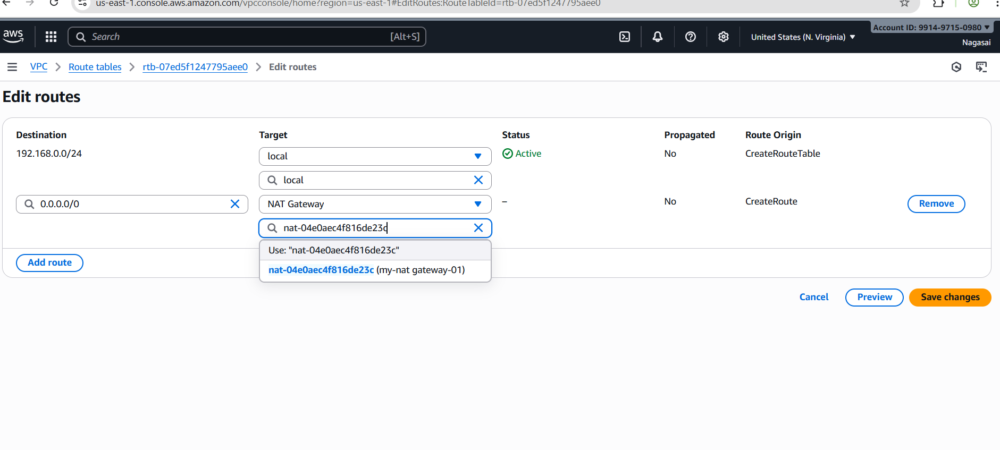 us-east-1.console.aws.amazon.com/vpcconsole/home?region=us-east-1#EditRoutes:RouteTableId=rtb-07ed5f1247795aee0
aws
Search [Alt+S]
United States (N. Virginia)
Account ID: 9914-9715-0980
Nagasai
VPC
Route tables
rtb-07ed5f1247795aee0
Edit routes
Edit routes
Destination Target Status Propagated Route Origin
192.168.0.0/24 local Active No CreateRouteTable
local
0.0.0.0/0 NAT Gateway – No CreateRoute Remove
nat-04e0aec4f816de23c
Use: "nat-04e0aec4f816de23c"
nat-04e0aec4f816de23c (my-nat gateway-01)
Add route
Cancel Preview Save changes